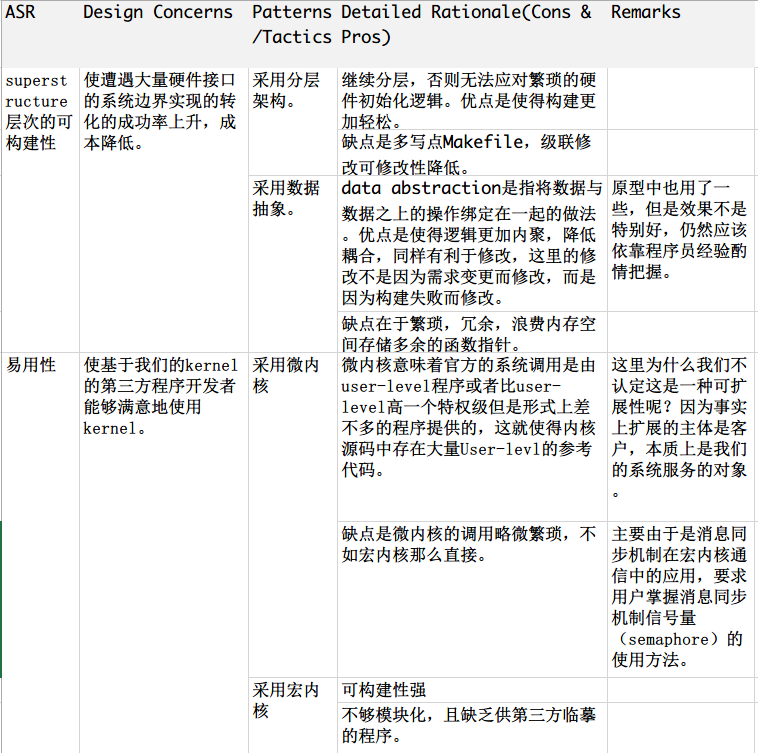 ASR
Design Concerns
Patterns
/Tactics
Detailed Rationale(Cons &
Pros)
Remarks
superst
ructure
层次的可
构建性
使遭遇大量硬件接口
的系统边界实现的转
化的成功率上升，成
本降低。
采用分层
架构。
继续分层，否则无法应对繁琐的硬
件初始化逻辑。优点是使得构建更
加轻松。
缺点是多写点Makefile，级联修
改可修改性降低。
采用数据
抽象。
data abstraction是指将数据与
数据之上的操作绑定在一起的做法
。优点是使得逻辑更加内聚，降低
耦合，同样有利于修改，这里的修
改不是因为需求变更而修改，而是
因为构建失败而修改。
原型中也用了一
些，但是效果不是
特别好，仍然应该
依靠程序员经验酌
情把握。
缺点在于繁琐，冗余，浪费内存空
间存储多余的函数指针。
易用性
使基于我们的kernel
的第三方程序开发者
能够满意地使用
kernel。
采用微内
核
微内核意味着官方的系统调用是由
user-level程序或者比user-
level高一个特权级但是形式上差
不多的程序提供的，这就使得内核
源码中存在大量User-levl的参考
代码。
这里为什么我们不
认定这是一种可扩
展性呢？因为事实
上扩展的主体是客
户，本质上是我们
的系统服务的对象
。
缺点是微内核的调用略微繁琐，不
如宏内核那么直接。
主要由于是消息同
步机制在宏内核通
信中的应用，要求
用户掌握消息同步
机制信号量
（semaphore）的
使用方法。
采用宏内
核
可构建性强
不够模块化，且缺乏供第三方临摹
的程序。